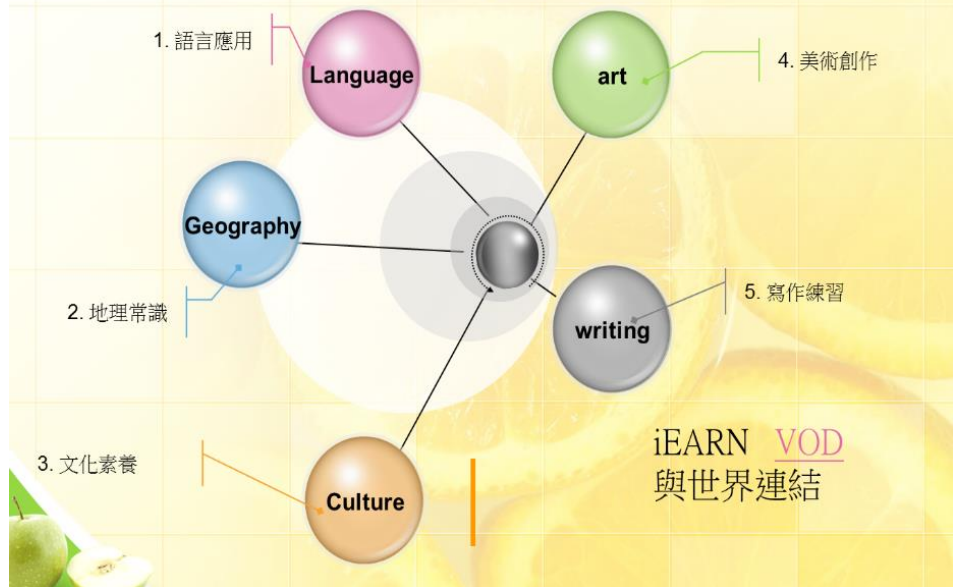 1. 語言應用
Language
art
4. 美術創作
Geography
2. 地理常識
5. 寫作練習
writing
3. 文化素養
Culture
iEARN VOD
與世界連結